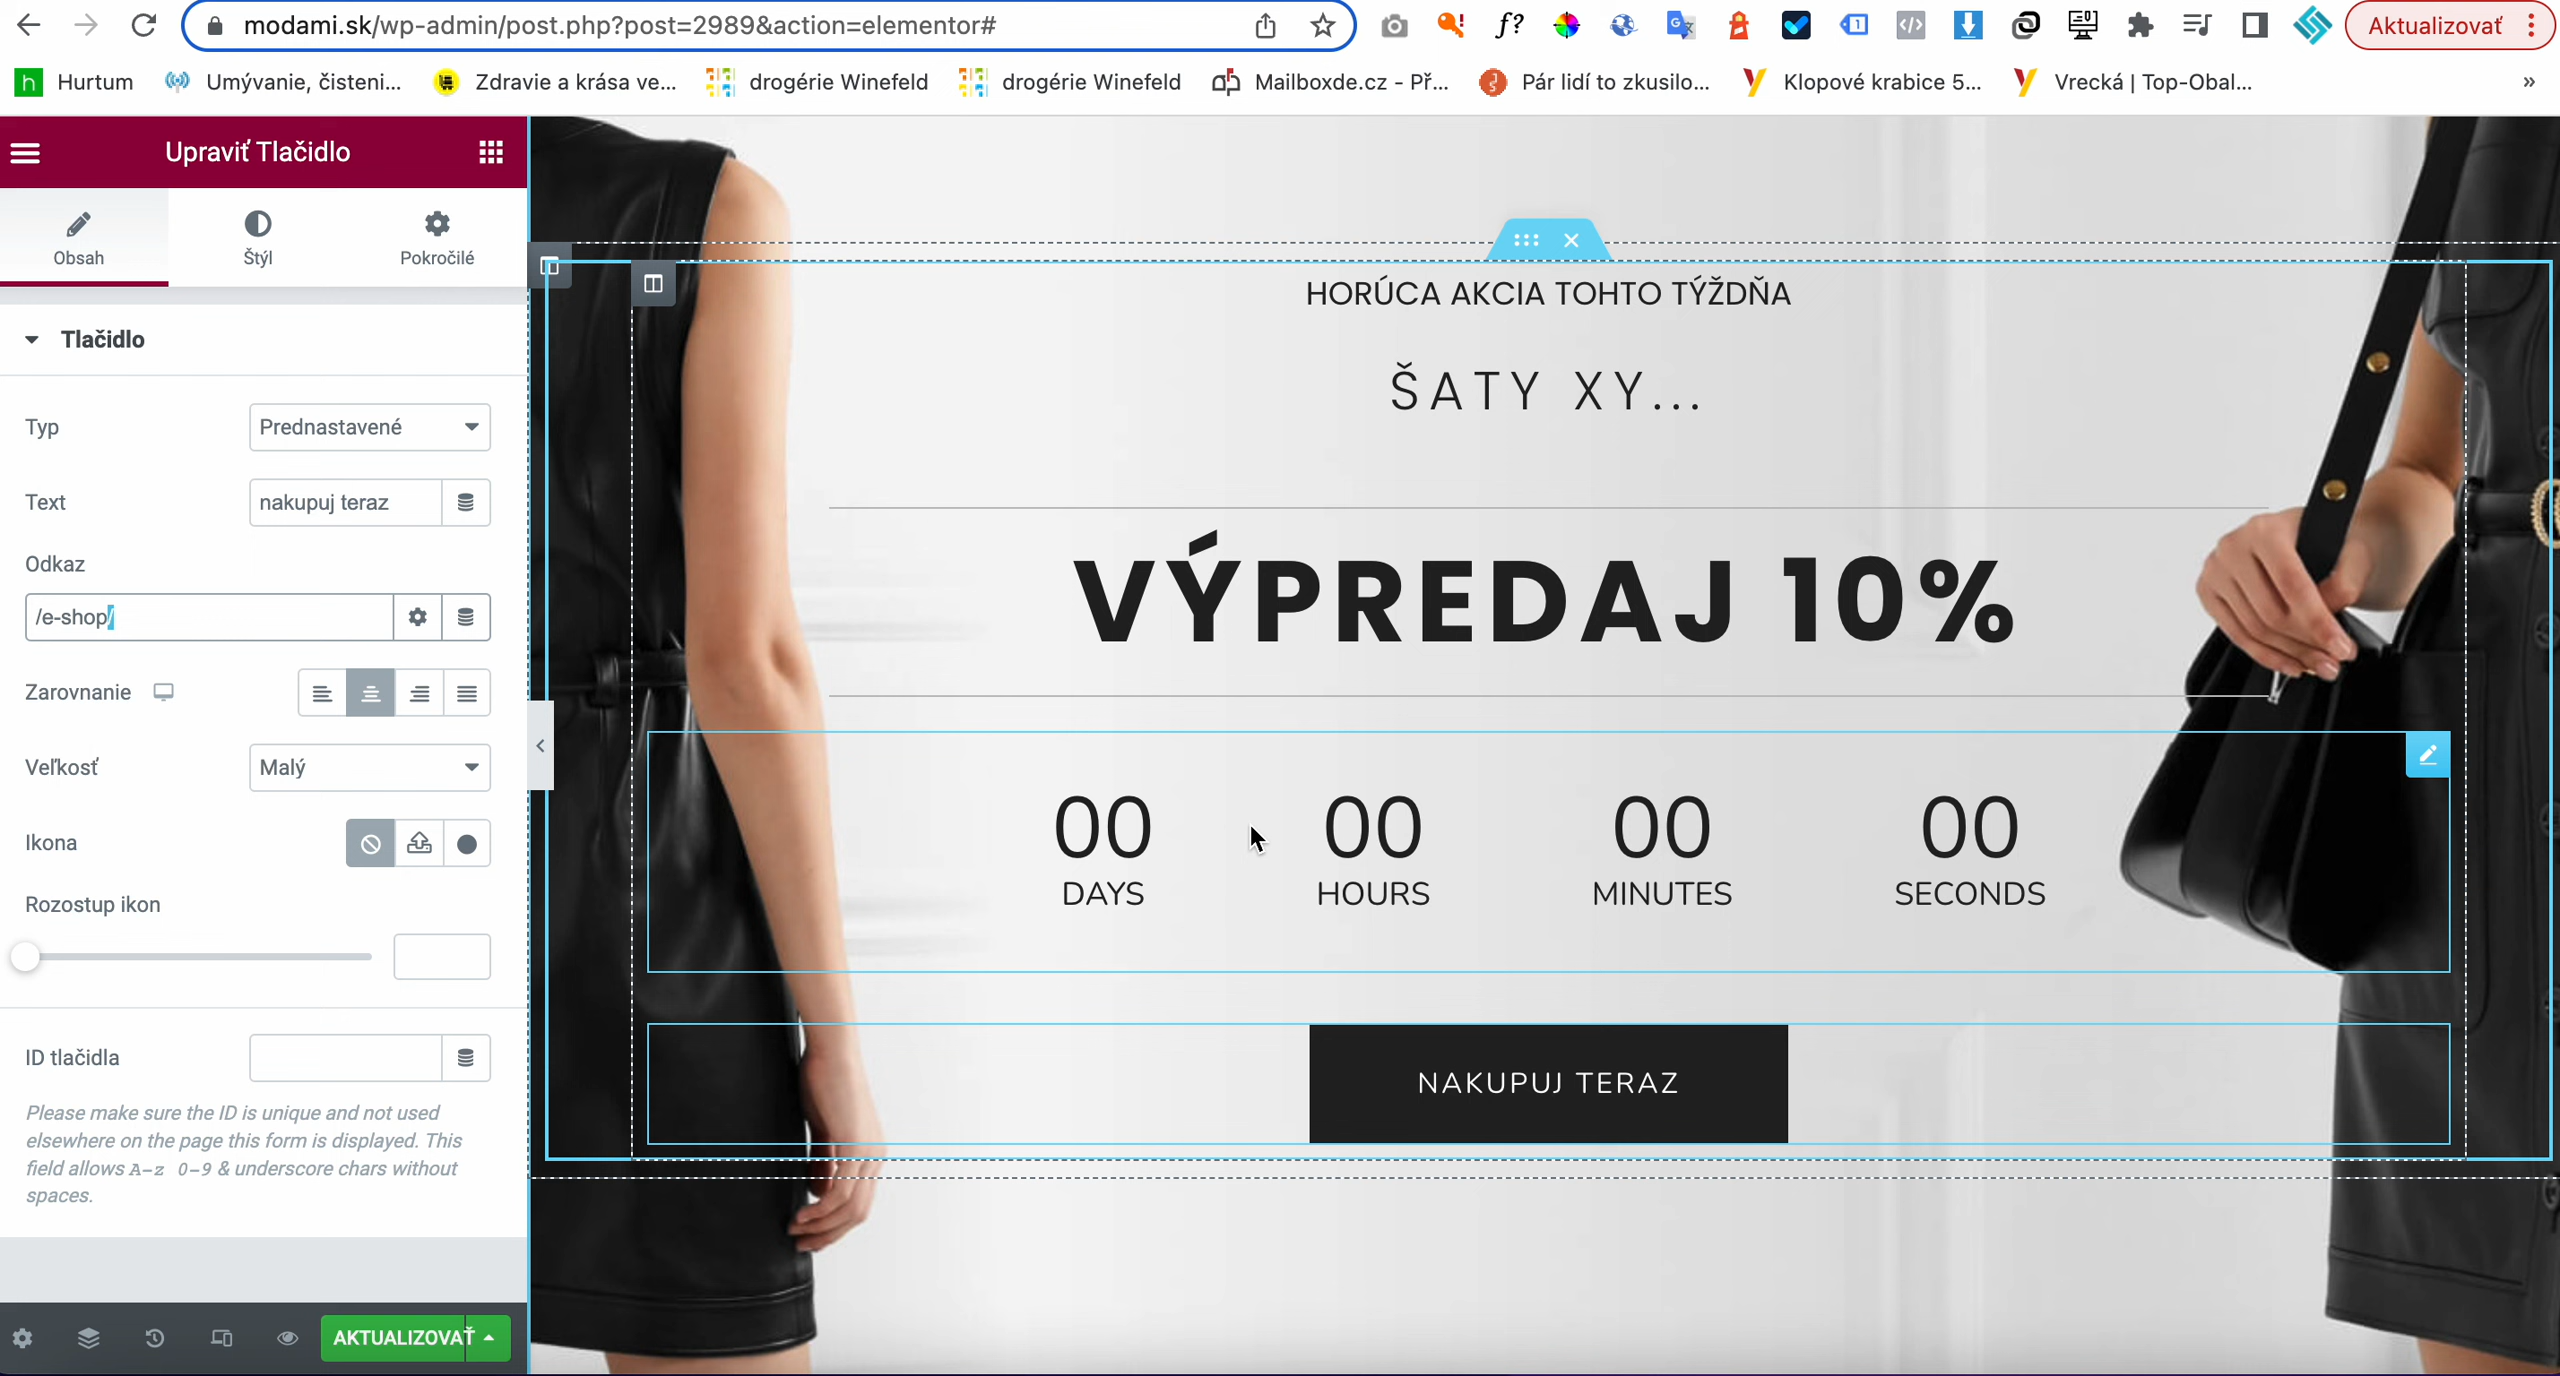 modami.sk/wp-admin/post.php?post=2989&action=elementor#
Aktualizovať
Hurtum
Umývanie, čisteni...
Zdravie a krása ve...
drogérie Winefeld
drogérie Winefeld
Mailboxde.cz - Př...
Pár lidí to zkusilo...
Klopové krabice 5...
Vrecká | Top-Obal...
»
Upraviť Tlačidlo
Obsah
Štýl
Pokročilé
Tlačidlo
Typ
Prednastavené
Text
nakupuj teraz
Odkaz
/e-shop/
Zarovnanie
Veľkosť
Malý
Ikona
Rozostup ikon
ID tlačidla
Please make sure the ID is unique and not used
elsewhere on the page this form is displayed. This
field allows A-z 0-9 & underscore chars without
spaces.
AKTUALIZOVAŤ
HORÚCA AKCIA TOHTO TÝŽDŇA
ŠATY XY...
VÝPREDAJ 10%
00 00 00 00
DAYS HOURS MINUTES SECONDS
NAKUPUJ TERAZ